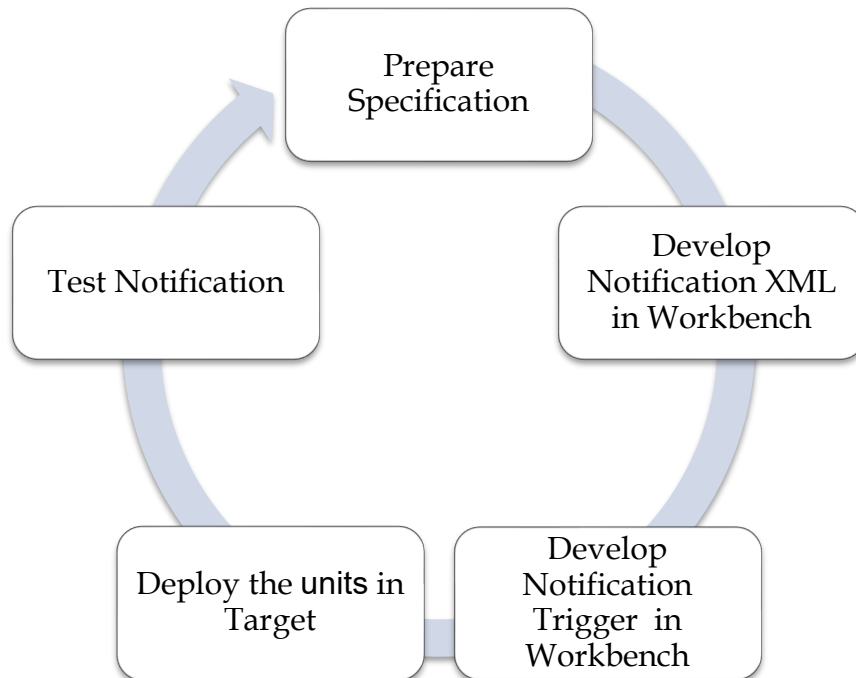 Prepare
Specification
Develop
Notification XML
in Workbench
Develop
Notification
Trigger in
Workbench
Deploy the units in
Target
Test Notification